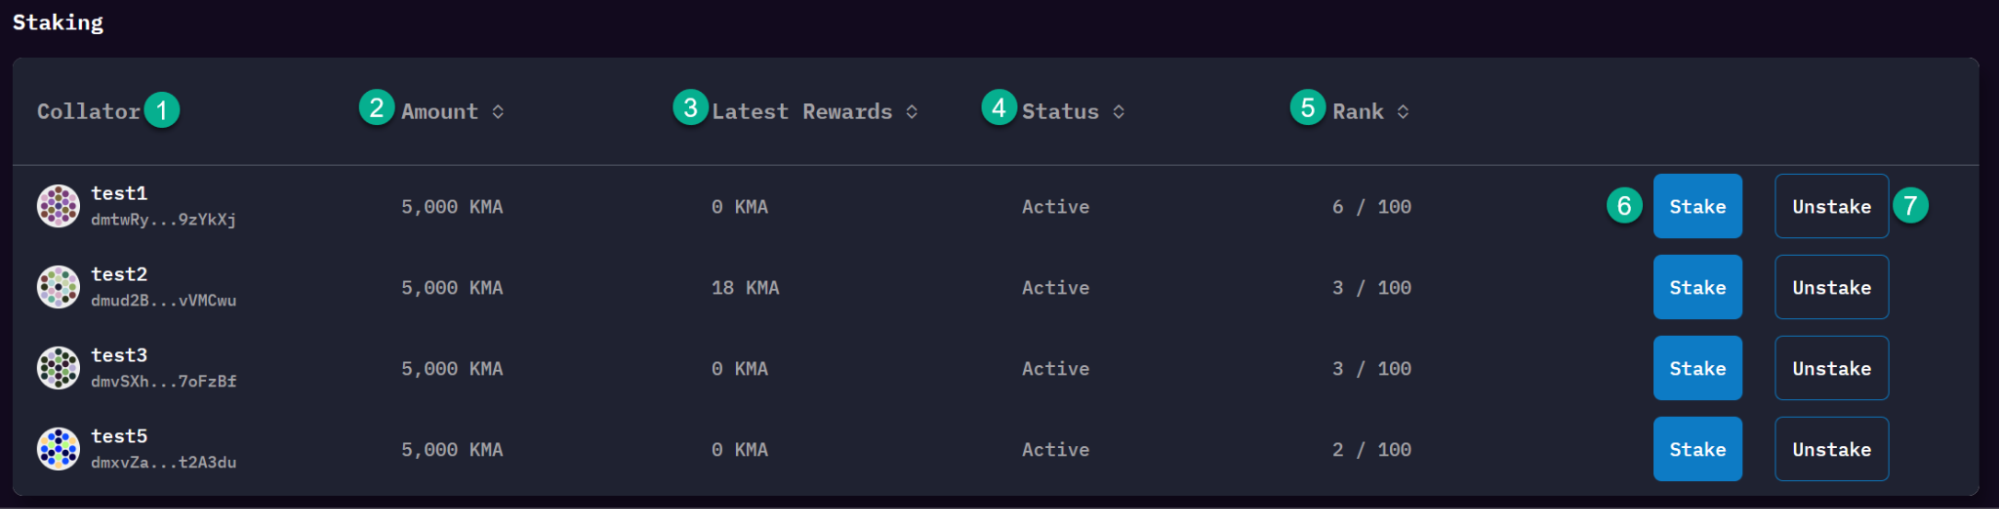 Staking
Collator 1 2 Amount 3 Latest Rewards 4 Status 5 Rank
test1
dmtwRy...9zYkXj
5,000 KMA 0 KMA Active 6 / 100 6 Stake Unstake 7
test2
dmud2B...vVMCwu
5,000 KMA 18 KMA Active 3 / 100 Stake Unstake
test3
dmvSXh...7oFzBf
5,000 KMA 0 KMA Active 3 / 100 Stake Unstake
test5
dmxvZa...t2A3du
5,000 KMA 0 KMA Active 2 / 100 Stake Unstake